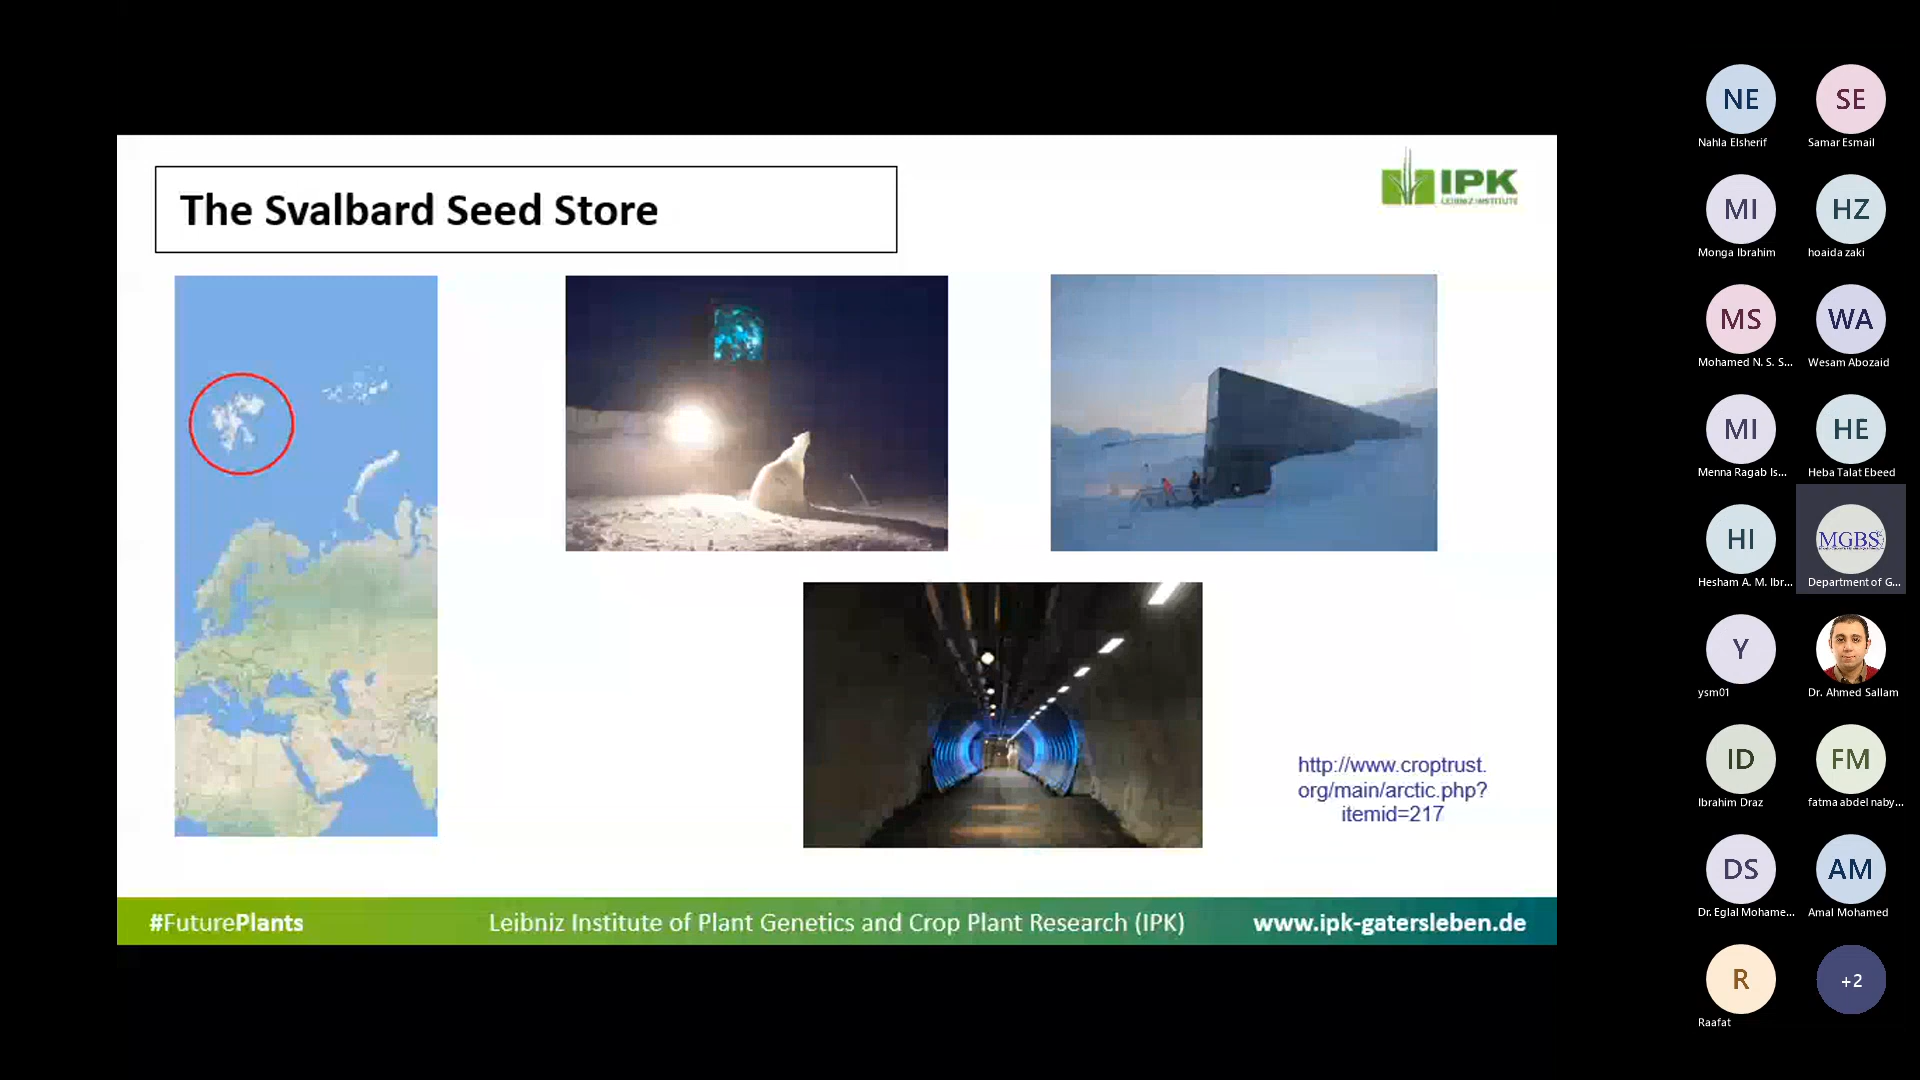 The Svalbard Seed Store
IPK
LEIBNIZ INSTITUTE
http://www.croptrust.
org/main/arctic.php?
itemid=217
#FuturePlants
Leibniz Institute of Plant Genetics and Crop Plant Research (IPK)
www.ipk-gatersleben.de
NE
Nahla Elsherif
SE
Samar Esmail
MI
Monga Ibrahim
HZ
hoaida zaki
MS
Mohamed N. S. S...
WA
Wesam Abozaid
MI
Menna Ragab Is...
HE
Heba Talat Ebeed
HI
Hesham A. M. Ibr...
MGBS
Department of G...
Y
ysm01
Dr. Ahmed Sallam
ID
Ibrahim Draz
FM
fatma abdel naby...
DS
Dr. Eglal Mohame...
AM
Amal Mohamed
R
Raafat
+2